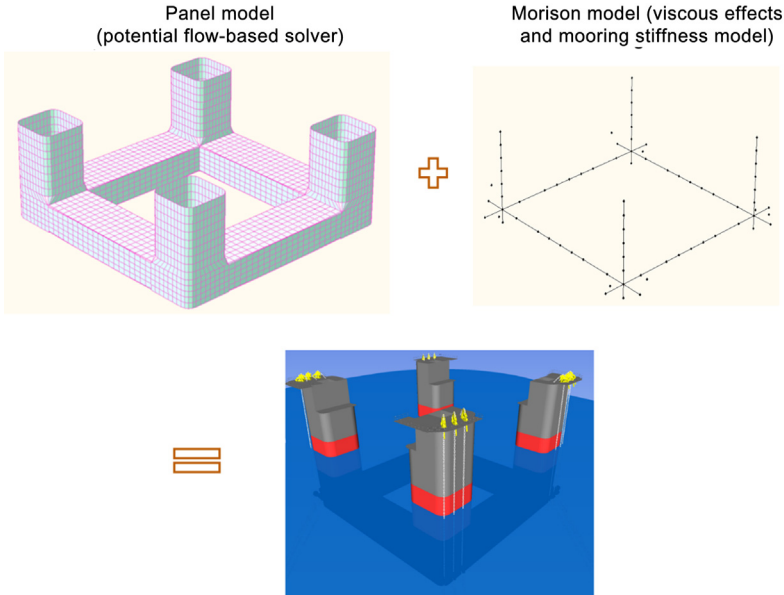 Panel model
(potential flow-based solver)
Morison model (viscous effects
and mooring stiffness model)